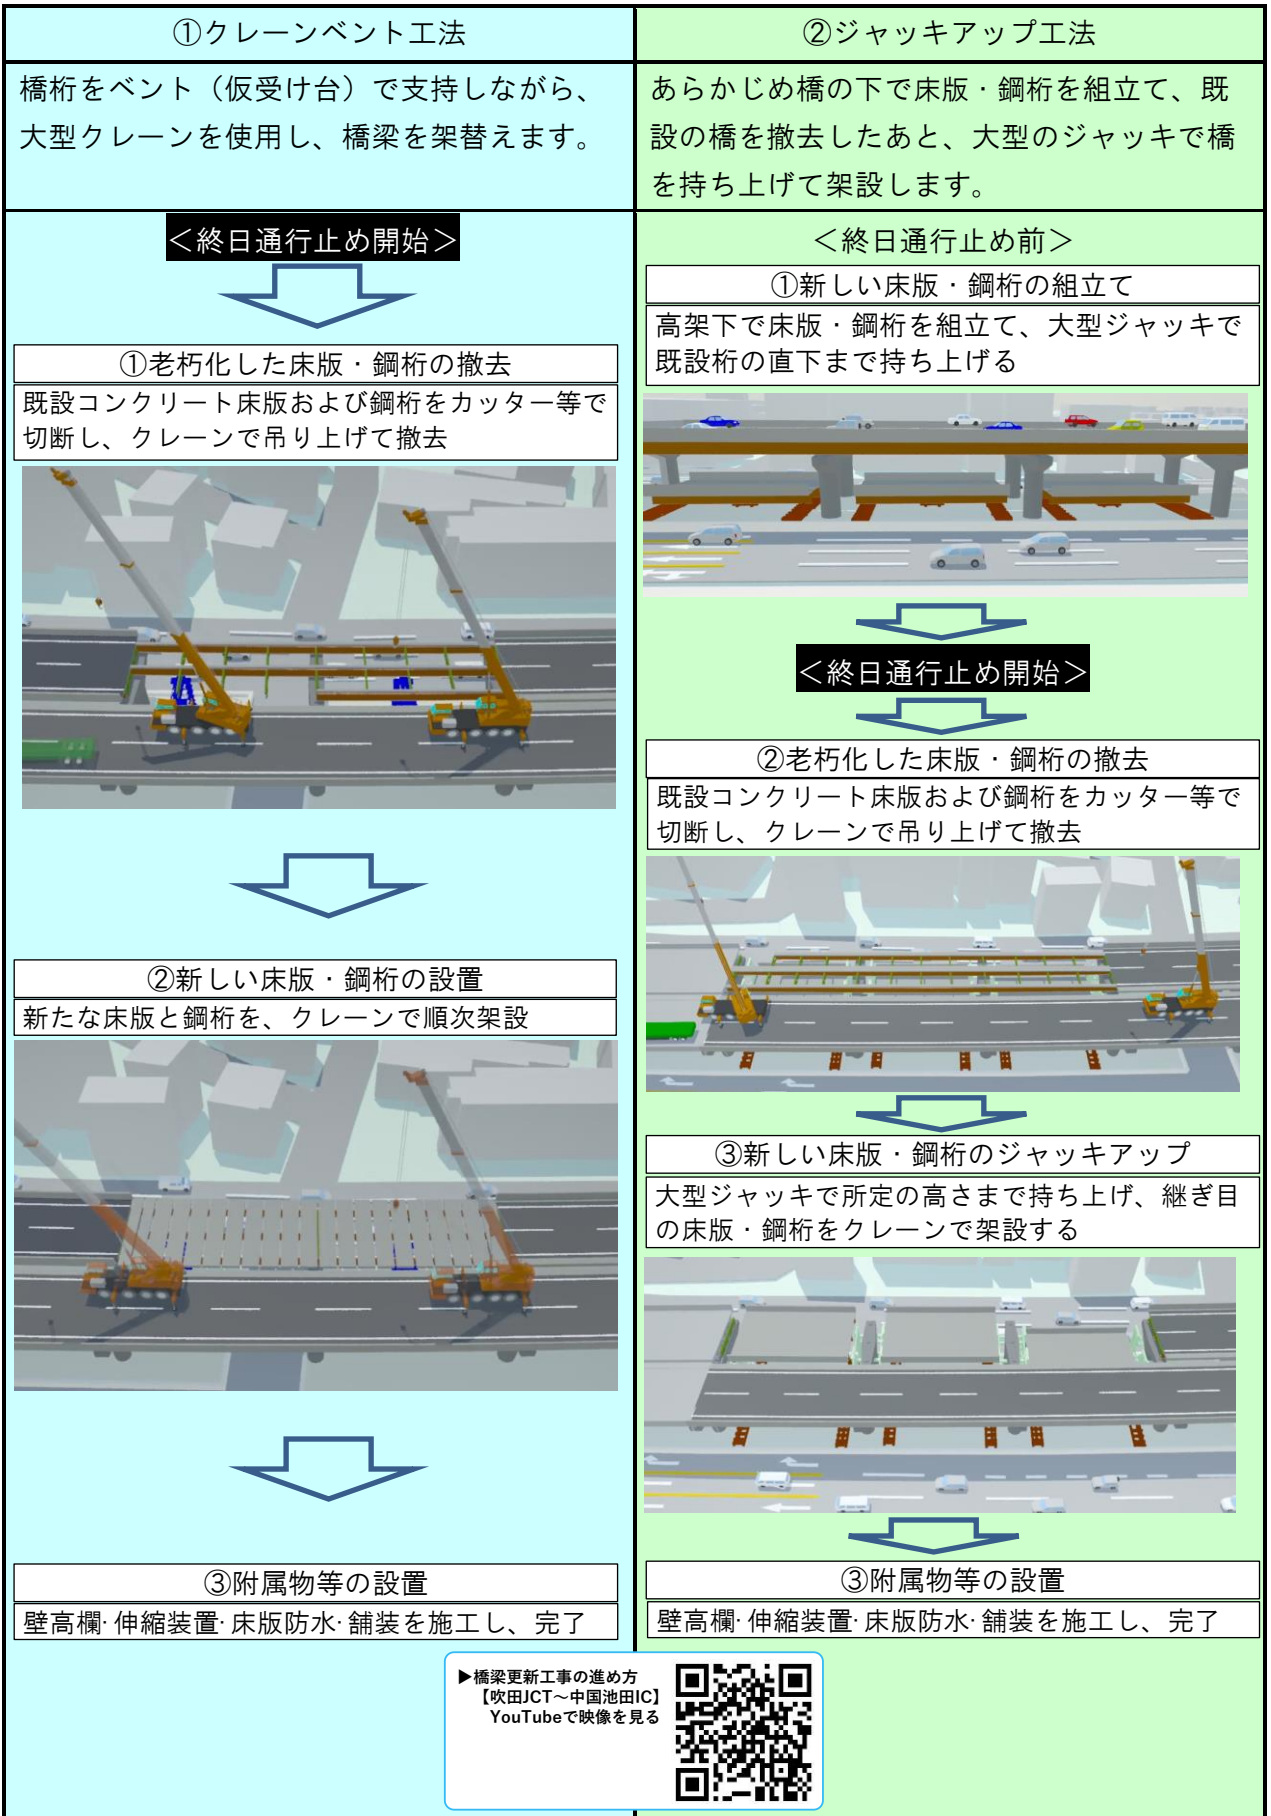 ①クレーンベント工法
橋桁をベント（仮受け台）で支持しながら、
大型クレーンを使用し、橋梁を架替えます。
＜終日通行止め開始＞
①老朽化した床版・鋼桁の撤去
既設コンクリート床版および鋼桁をカッター等で
切断し、クレーンで吊り上げて撤去
②新しい床版・鋼桁の設置
新たな床版と鋼桁を、クレーンで順次架設
③附属物等の設置
壁高欄・伸縮装置・床版防水・舗装を施工し、完了
②ジャッキアップ工法
あらかじめ橋の下で床版・鋼桁を組立て、既
設の橋を撤去したあと、大型のジャッキで橋
を持ち上げて架設します。
＜終日通行止め前＞
①新しい床版・鋼桁の組立て
高架下で床版・鋼桁を組立て、大型ジャッキで
既設桁の直下まで持ち上げる
＜終日通行止め開始＞
②老朽化した床版・鋼桁の撤去
既設コンクリート床版および鋼桁をカッター等で
切断し、クレーンで吊り上げて撤去
③新しい床版・鋼桁のジャッキアップ
大型ジャッキで所定の高さまで持ち上げ、継ぎ目
の床版・鋼桁をクレーンで架設する
③附属物等の設置
壁高欄・伸縮装置・床版防水・舗装を施工し、完了
▶橋梁更新工事の進め方
【吹田JCT～中国池田IC】
YouTubeで映像を見る